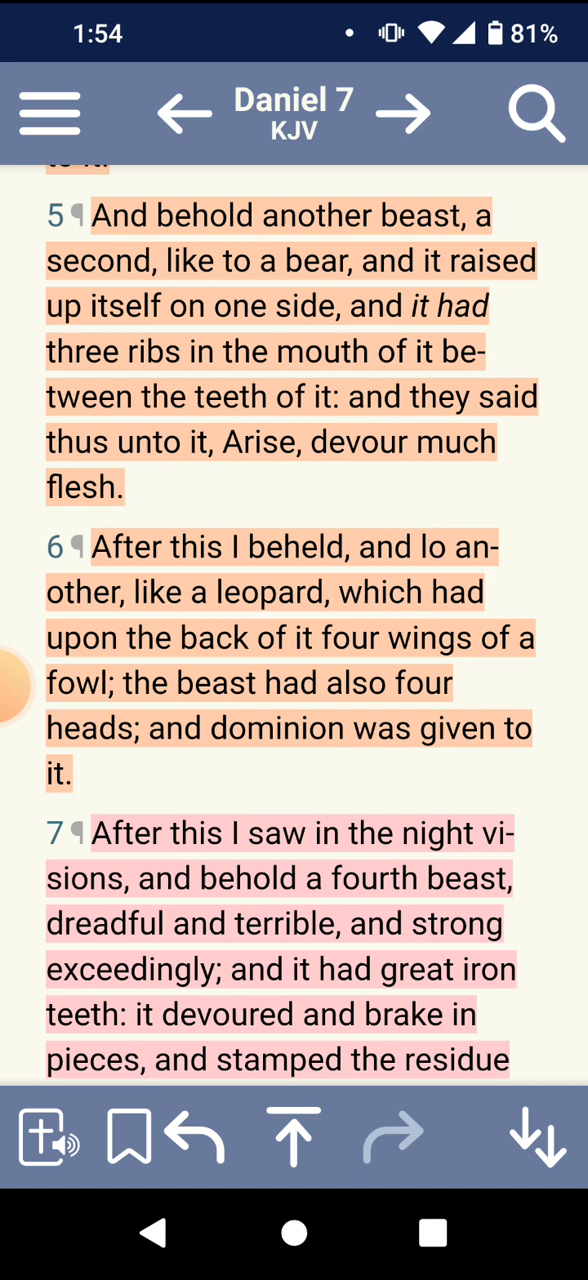 1:54
81%
Daniel 7
KJV
to it.
5 ¶ And behold another beast, a
second, like to a bear, and it raised
up itself on one side, and it had
three ribs in the mouth of it be-
tween the teeth of it: and they said
thus unto it, Arise, devour much
flesh.
6 ¶ After this I beheld, and lo an-
other, like a leopard, which had
upon the back of it four wings of a
fowl; the beast had also four
heads; and dominion was given to
it.
7 ¶ After this I saw in the night vi-
sions, and behold a fourth beast,
dreadful and terrible, and strong
exceedingly; and it had great iron
teeth: it devoured and brake in
pieces, and stamped the residue